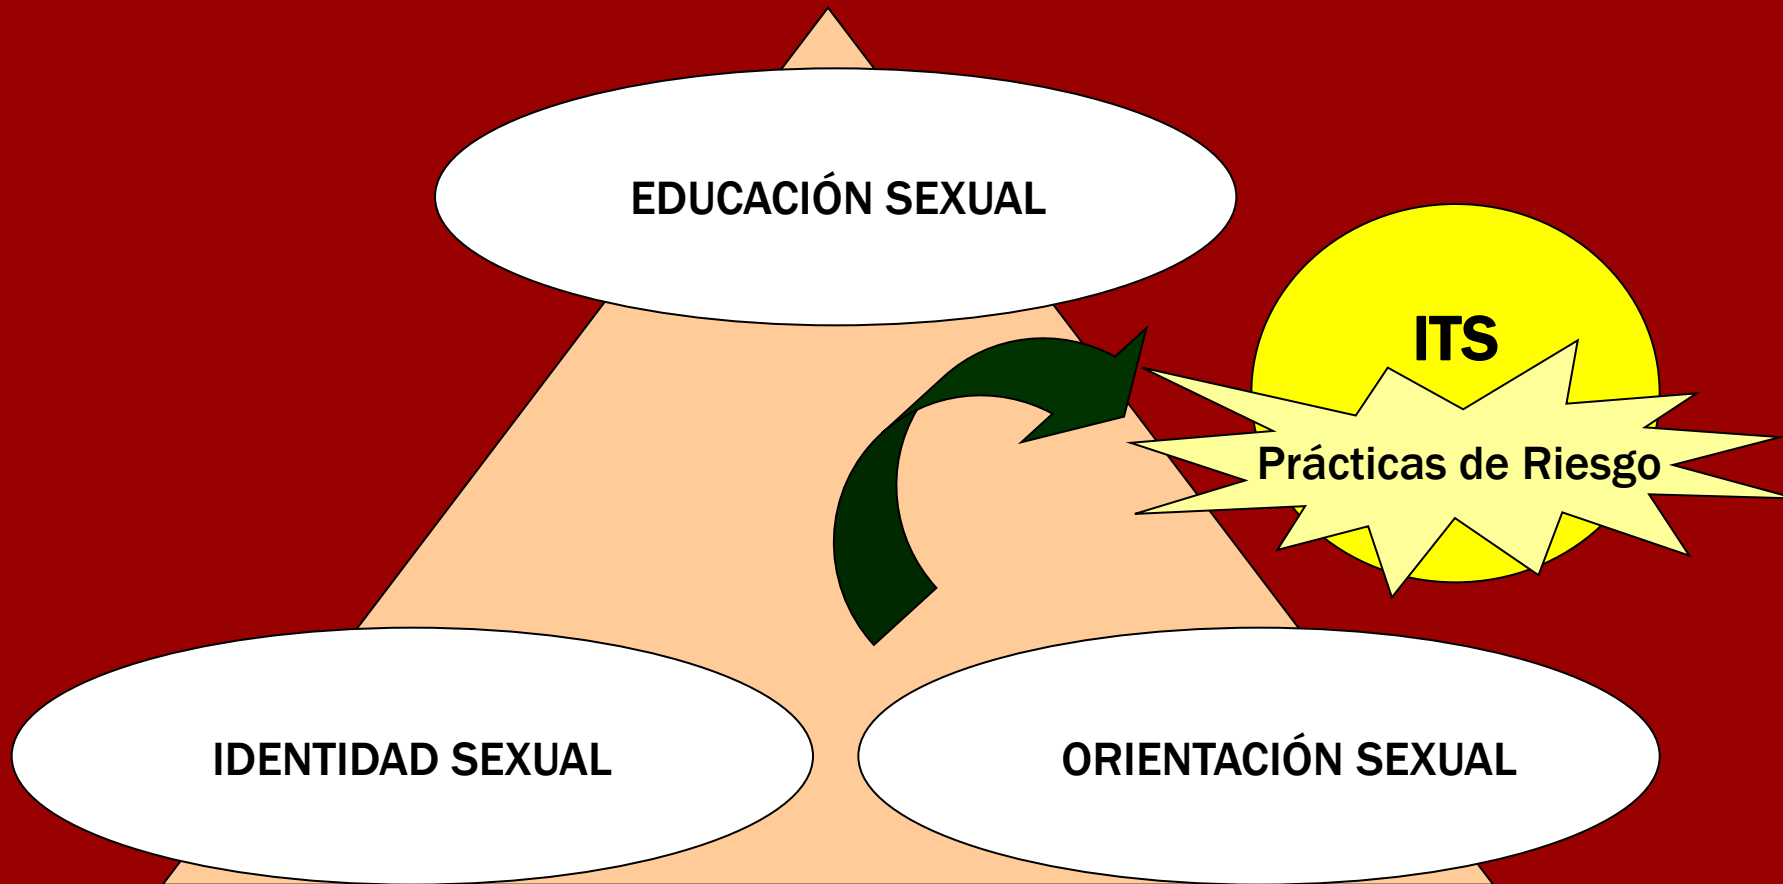 EDUCACIÓN SEXUAL
ITS
Prácticas de Riesgo
IDENTIDAD SEXUAL
ORIENTACIÓN SEXUAL